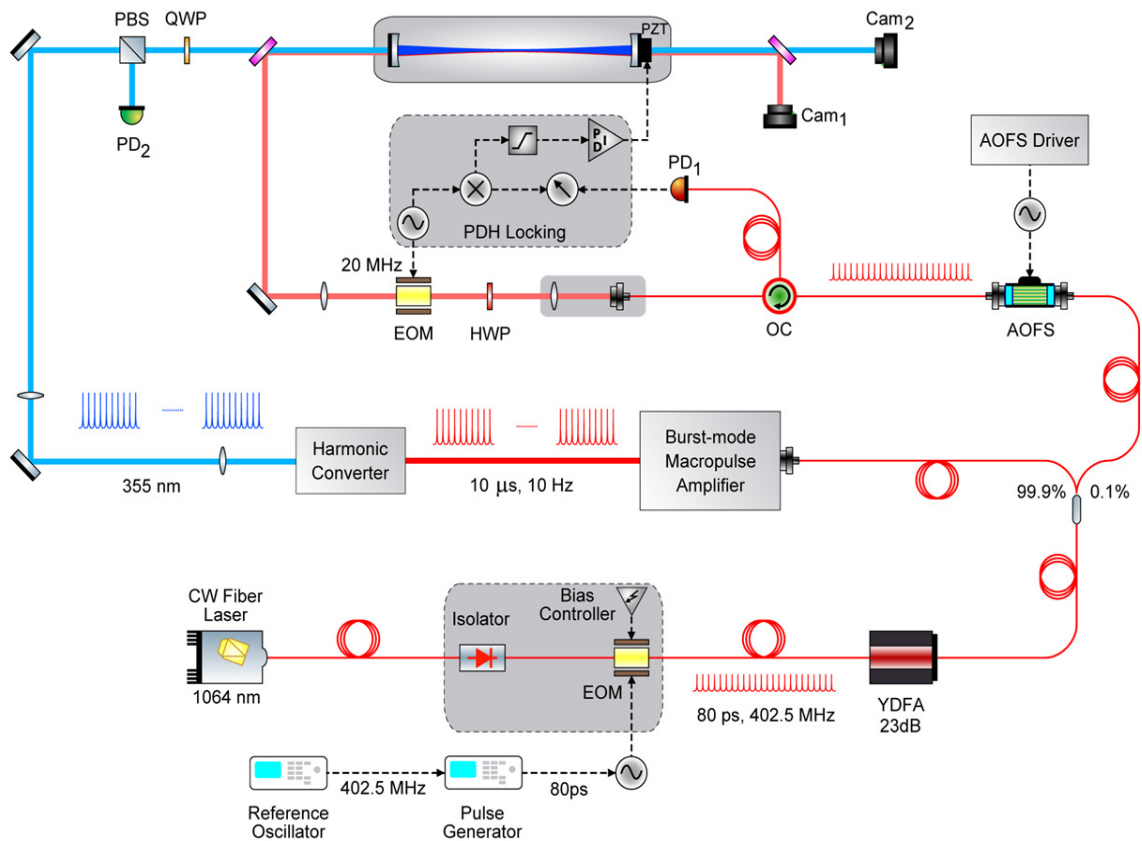 PBS
QWP
PZT
Cam2
PD2
Cam1
AOFS Driver
P
I
D
PD1
PDH Locking
20 MHz
EOM
HWP
OC
AOFS
355 nm
Harmonic
Converter
10 μs, 10 Hz
Burst-mode
Macropulse
Amplifier
99.9%
0.1%
CW Fiber
Laser
1064 nm
Isolator
Bias
Controller
EOM
80 ps, 402.5 MHz
YDFA
23dB
402.5 MHz
80ps
Reference
Oscillator
Pulse
Generator